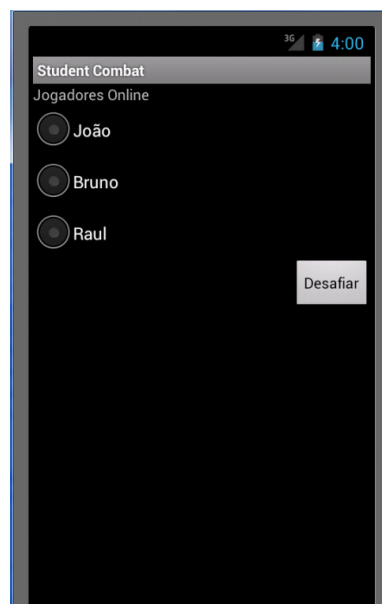 3G 4:00
Student Combat
Jogadores Online
João
Bruno
Raul
Desafiar